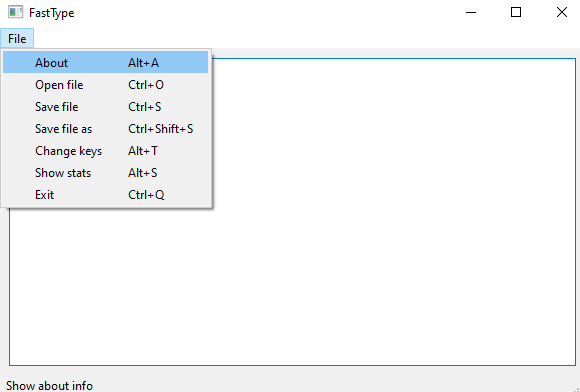 FastType
File
About Alt+A
Open file Ctrl+O
Save file Ctrl+S
Save file as Ctrl+Shift+S
Change keys Alt+T
Show stats Alt+S
Exit Ctrl+Q
Show about info